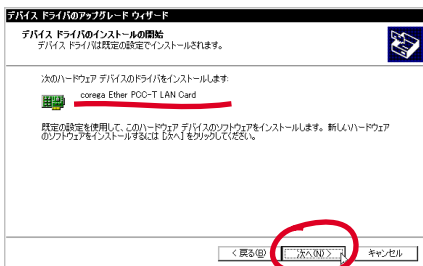 デバイス ドライバのアップグレード ウィザード
デバイス ドライバのインストールの開始
デバイス ドライバは既定の設定でインストールされます。
次のハードウェア デバイスのドライバをインストールします:
corega Ether PCC-T LAN Card
既定の設定を使用して、このハードウェア デバイスのソフトウェアをインストールします。新しいハードウェア
のソフトウェアをインストールするには [次へ] をクリックしてください。
< 戻る(B)
次へ(N) >
キャンセル